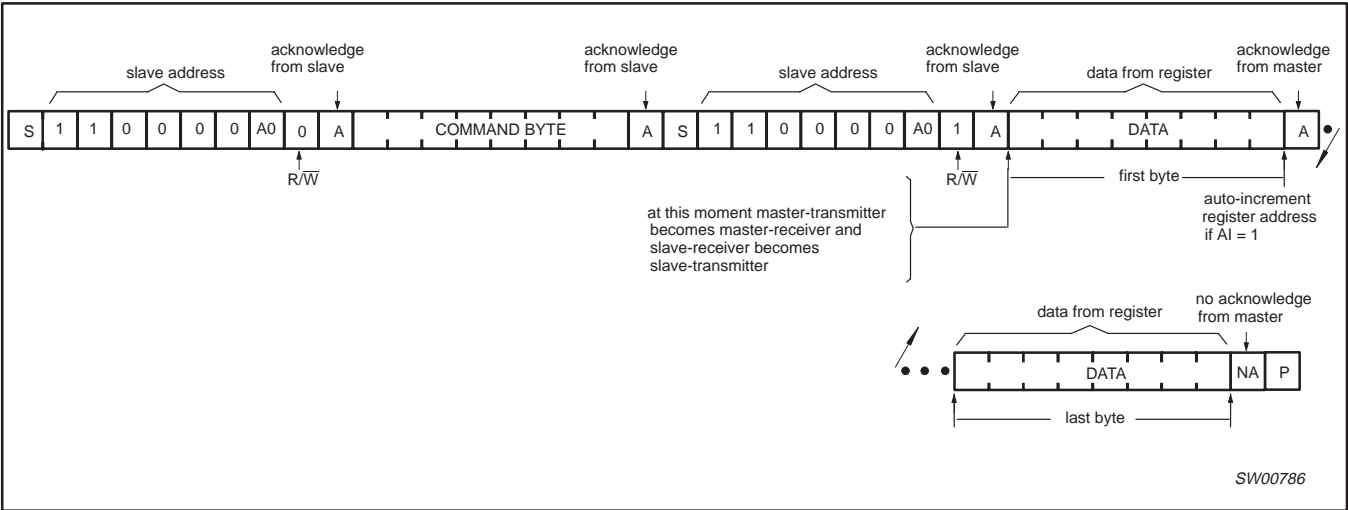 acknowledge
from slave
acknowledge
from slave
acknowledge
from slave
acknowledge
from master
slave address
slave address
data from register
S 1 1 0 0 0 0 A0 0 A COMMAND BYTE A S 1 1 0 0 0 0 A0 1 A DATA A
R/W̅
R/W̅
first byte
at this moment master-transmitter
becomes master-receiver and
slave-receiver becomes
slave-transmitter
auto-increment
register address
if AI = 1
data from register
no acknowledge
from master
DATA NA P
last byte
SW00786